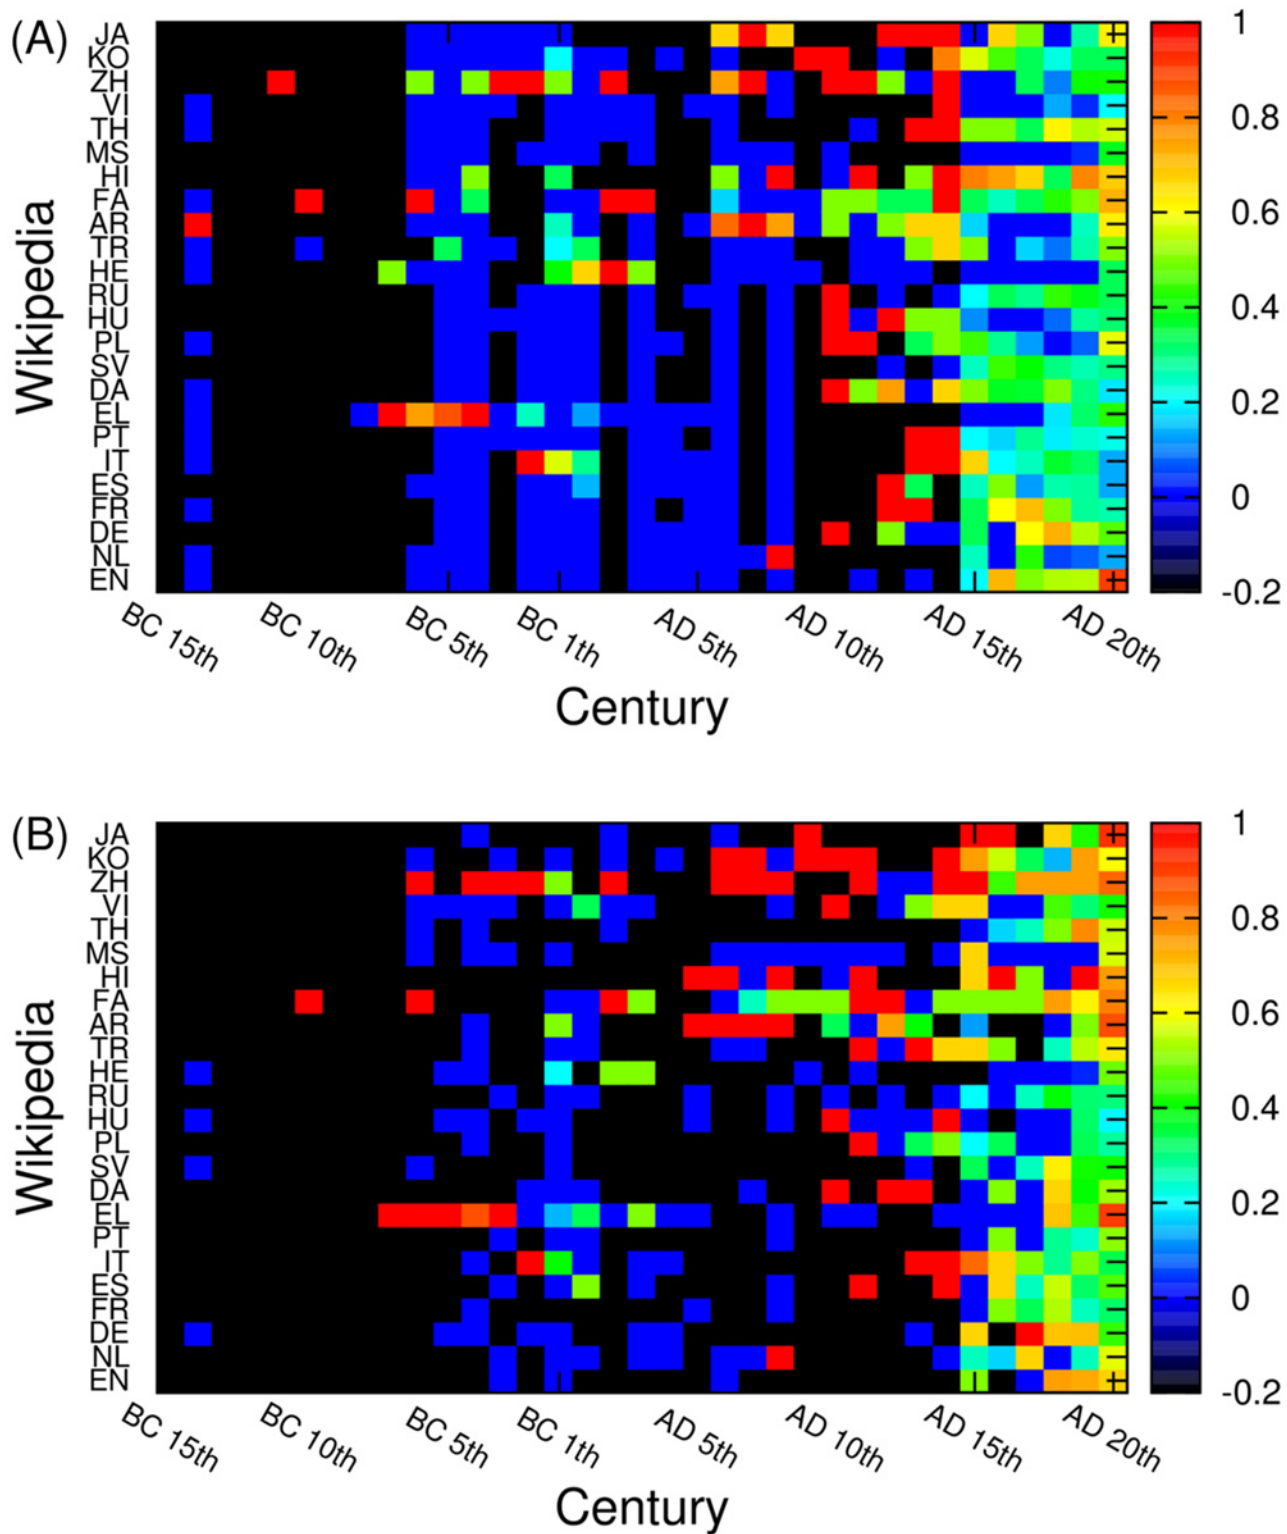 (A)
Wikipedia
JA
KO
ZH
VI
TH
MS
HI
FA
AR
TR
HE
RU
HU
PL
SV
DA
EL
PT
IT
ES
FR
DE
NL
EN
1
0.8
0.6
0.4
0.2
0
-0.2
BC 15th
BC 10th
BC 5th
BC 1th
AD 5th
AD 10th
AD 15th
AD 20th
Century
(B)
Wikipedia
JA
KO
ZH
VI
TH
MS
HI
FA
AR
TR
HE
RU
HU
PL
SV
DA
EL
PT
IT
ES
FR
DE
NL
EN
1
0.8
0.6
0.4
0.2
0
-0.2
BC 15th
BC 10th
BC 5th
BC 1th
AD 5th
AD 10th
AD 15th
AD 20th
Century